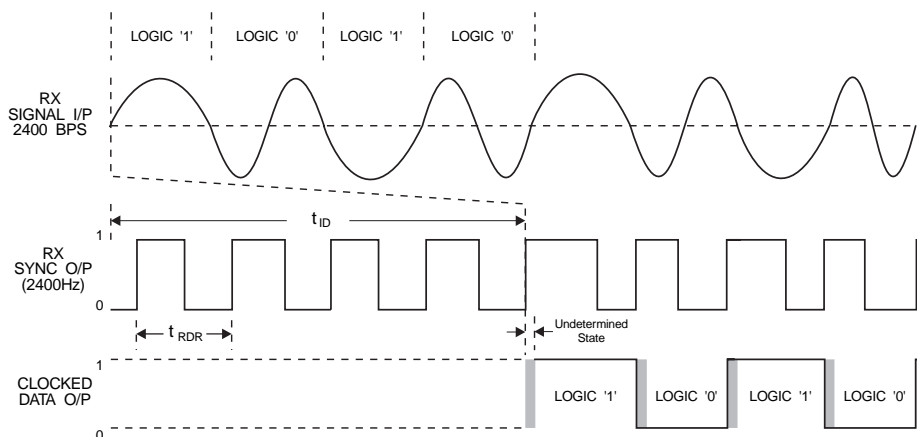 LOGIC '1' LOGIC '0' LOGIC '1' LOGIC '0'
RX
SIGNAL I/P
2400 BPS
t ID
1
RX
SYNC O/P
(2400Hz)
0
t RDR
Undetermined
State
1
CLOCKED
DATA O/P
LOGIC '1' LOGIC '0' LOGIC '1' LOGIC '0'
0